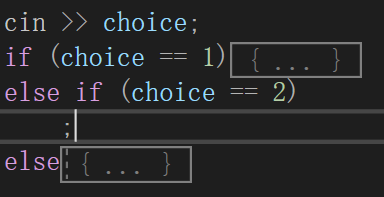 cin >> choice;
if (choice == 1){ ... }
else if (choice == 2)
;
else{ ... }